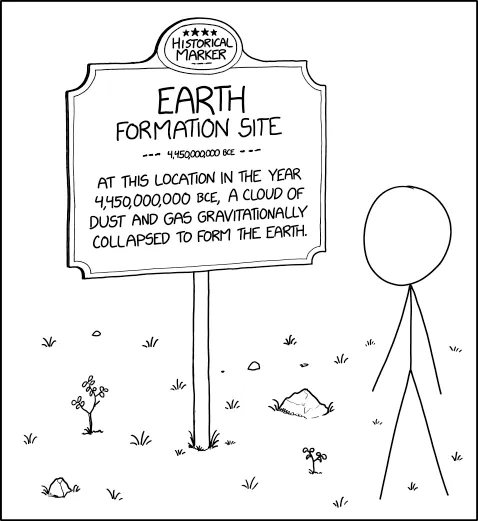 HISTORICAL
MARKER
EARTH
FORMATION SITE
--- 4,450,000,000 BCE ---
AT THIS LOCATION IN THE YEAR
4,450,000,000 BCE, A CLOUD OF
DUST AND GAS GRAVITATIONALLY
COLLAPSED TO FORM THE EARTH.